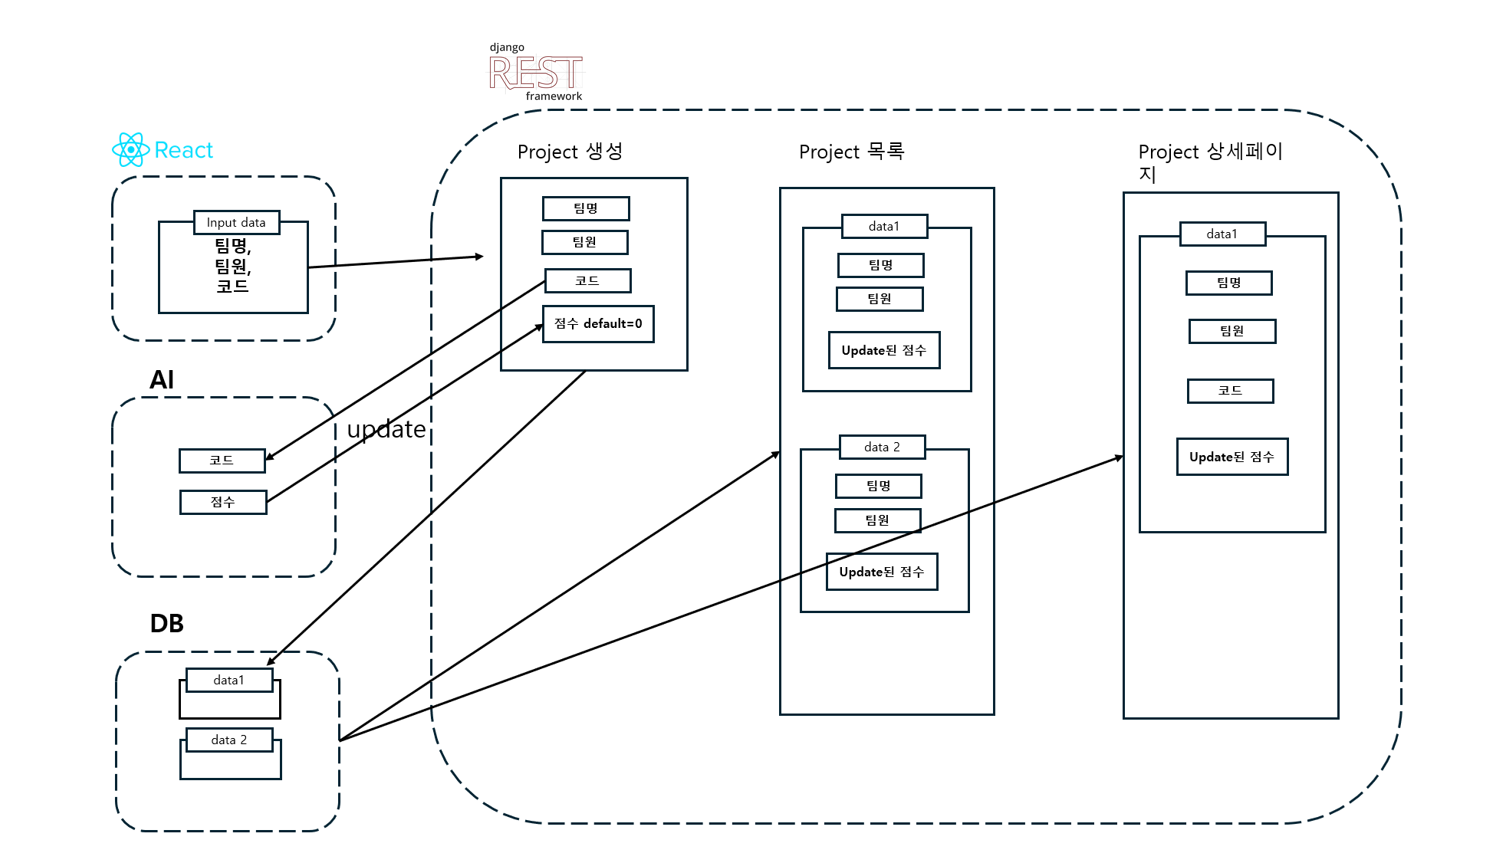 django
REST
framework
React
Input data
팀명,
팀원,
코드
Project 생성
팀명
팀원
코드
점수 default=0
AI
코드
점수
update
DB
data1
data 2
Project 목록
data1
팀명
팀원
Update된 점수
data 2
팀명
팀원
Update된 점수
Project 상세페이
지
data1
팀명
팀원
코드
Update된 점수